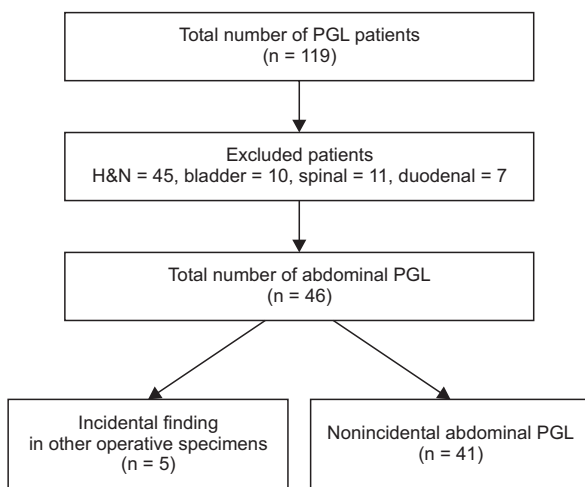 Total number of PGL patients
(n = 119)
Excluded patients
H&N = 45, bladder = 10, spinal = 11, duodenal = 7
Total number of abdominal PGL
(n = 46)
Incidental finding
in other operative specimens
(n = 5)
Nonincidental abdominal PGL
(n = 41)